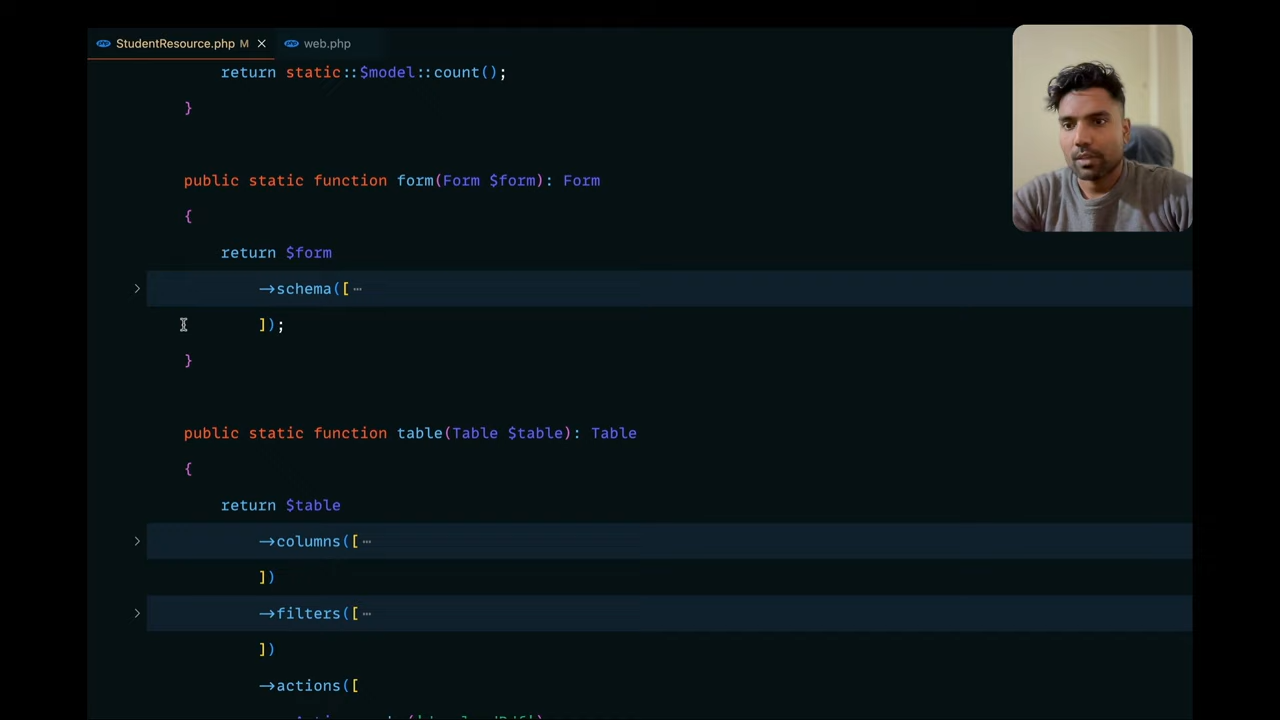 StudentResource.php M
web.php
return static::$model::count();
}
public static function form(Form $form): Form
{
return $form
->schema([ ⋯
]);
}
public static function table(Table $table): Table
{
return $table
->columns([ ⋯
])
->filters([ ⋯
])
->actions([